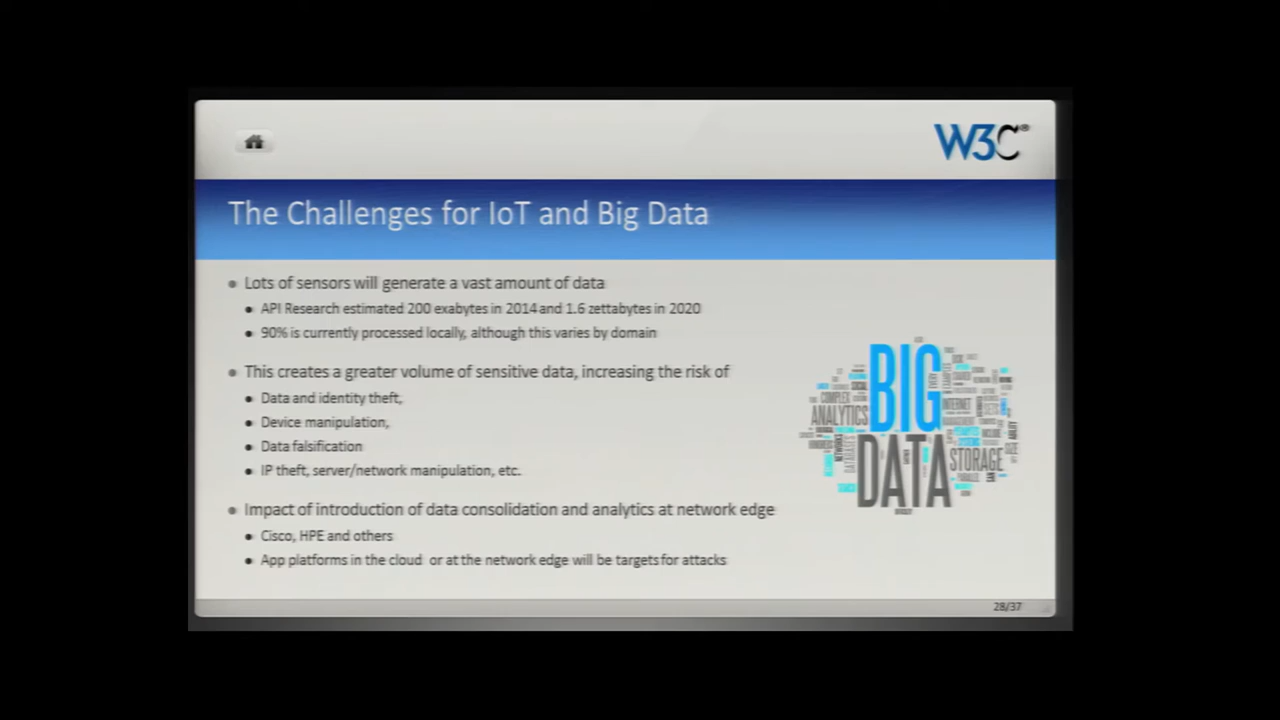 W3C®
The Challenges for IoT and Big Data
Lots of sensors will generate a vast amount of data
API Research estimated 200 exabytes in 2014 and 1.6 zettabytes in 2020
90% is currently processed locally, although this varies by domain
This creates a greater volume of sensitive data, increasing the risk of
Data and identity theft,
Device manipulation,
Data falsification
IP theft, server/network manipulation, etc.
Impact of introduction of data consolidation and analytics at network edge
Cisco, HPE and others
App platforms in the cloud or at the network edge will be targets for attacks
BIG
DATA
COMPLEX
ANALYTICS
INTERNET
STORAGE
28/37